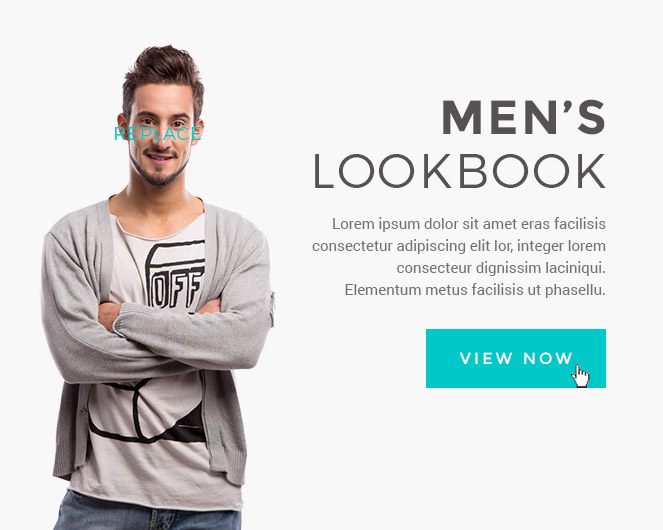 REPLACE
MEN'S
LOOKBOOK
Lorem ipsum dolor sit amet eras facilisis
consectetur adipiscing elit lor, integer lorem
consecteur dignissim laciniqui.
Elementum metus facilisis ut phasellu.
OFF
VIEW NOW